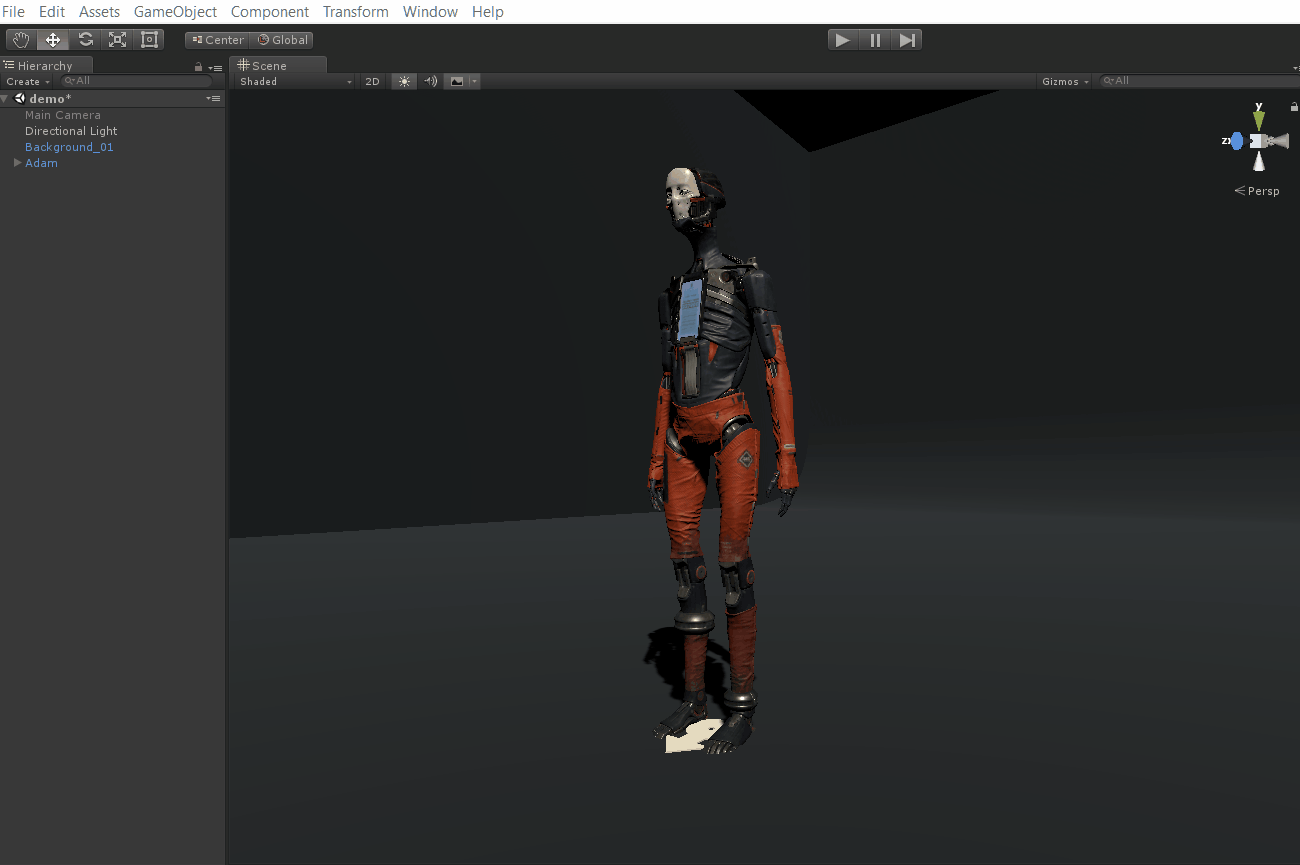 File Edit Assets GameObject Component Transform Window Help
Center Global
Hierarchy
Create All
demo*
Main Camera
Directional Light
Background_01
Adam
Scene
Shaded 2D Gizmos All
y
z
Persp